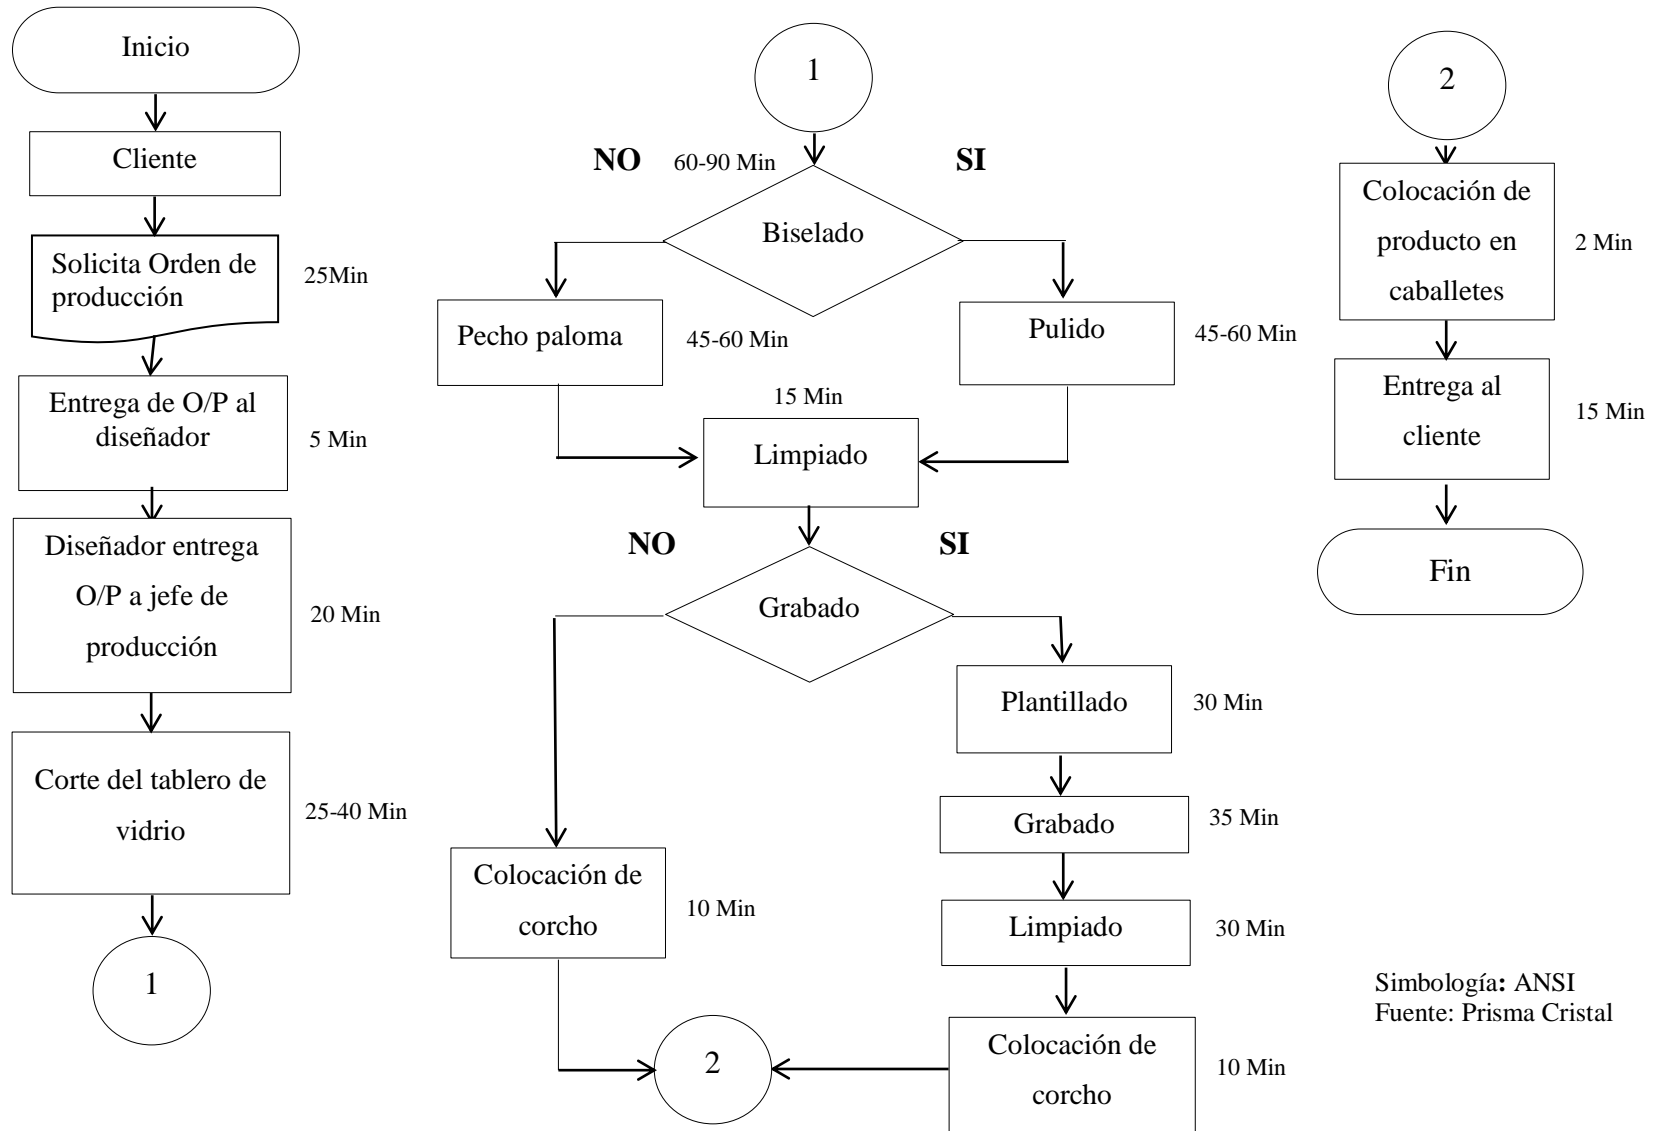 Inicio
Cliente
Solicita Orden de
producción
25Min
Entrega de O/P al
diseñador
5 Min
Diseñador entrega
O/P a jefe de
producción
20 Min
Corte del tablero de
vidrio
25-40 Min
1
1
NO
60-90 Min
SI
Biselado
Pecho paloma
45-60 Min
Pulido
45-60 Min
15 Min
Limpiado
NO
SI
Grabado
Plantillado
30 Min
Grabado
35 Min
Limpiado
30 Min
Colocación de
corcho
10 Min
Colocación de
corcho
10 Min
2
2
Colocación de
producto en
caballetes
2 Min
Entrega al
cliente
15 Min
Fin
Simbología: ANSI
Fuente: Prisma Cristal